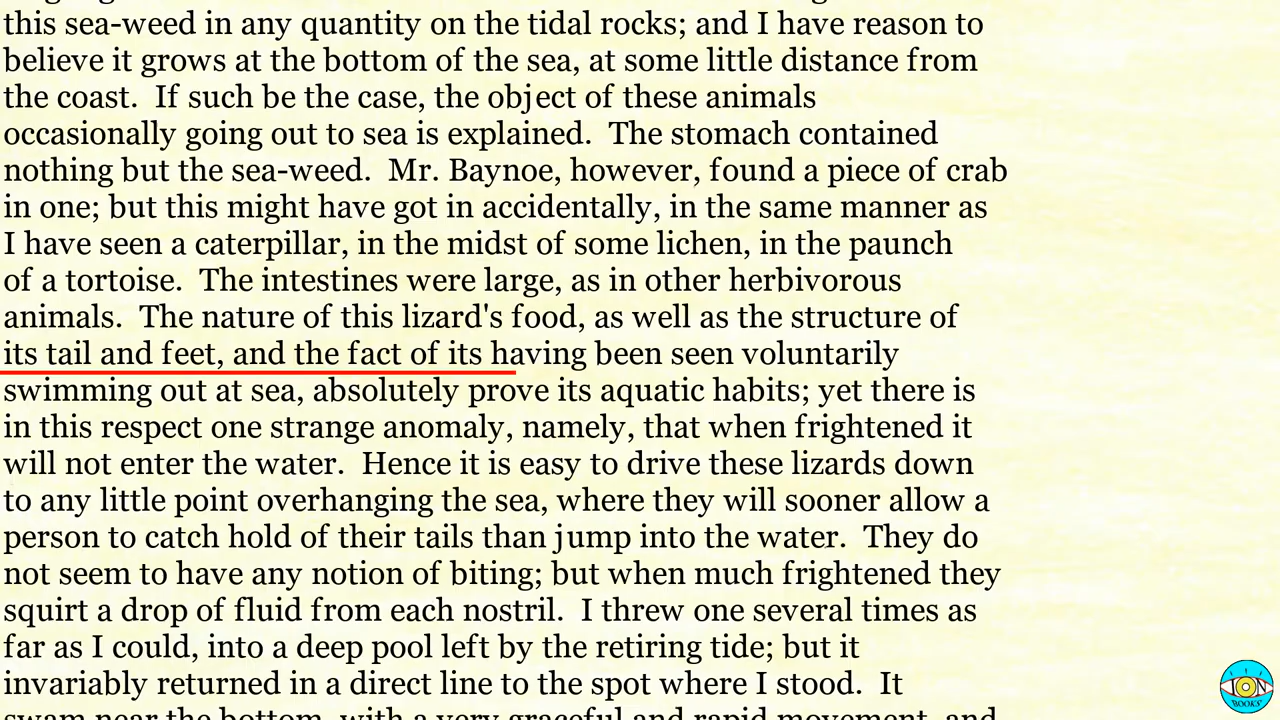 this sea-weed in any quantity on the tidal rocks; and I have reason to
believe it grows at the bottom of the sea, at some little distance from
the coast.  If such be the case, the object of these animals
occasionally going out to sea is explained.  The stomach contained
nothing but the sea-weed.  Mr. Baynoe, however, found a piece of crab
in one; but this might have got in accidentally, in the same manner as
I have seen a caterpillar, in the midst of some lichen, in the paunch
of a tortoise.  The intestines were large, as in other herbivorous
animals.  The nature of this lizard's food, as well as the structure of
its tail and feet, and the fact of its having been seen voluntarily
swimming out at sea, absolutely prove its aquatic habits; yet there is
in this respect one strange anomaly, namely, that when frightened it
will not enter the water.  Hence it is easy to drive these lizards down
to any little point overhanging the sea, where they will sooner allow a
person to catch hold of their tails than jump into the water.  They do
not seem to have any notion of biting; but when much frightened they
squirt a drop of fluid from each nostril.  I threw one several times as
far as I could, into a deep pool left by the retiring tide; but it
invariably returned in a direct line to the spot where I stood.  It
swam near the bottom, with a very graceful and rapid movement, and
ION
BOOKS